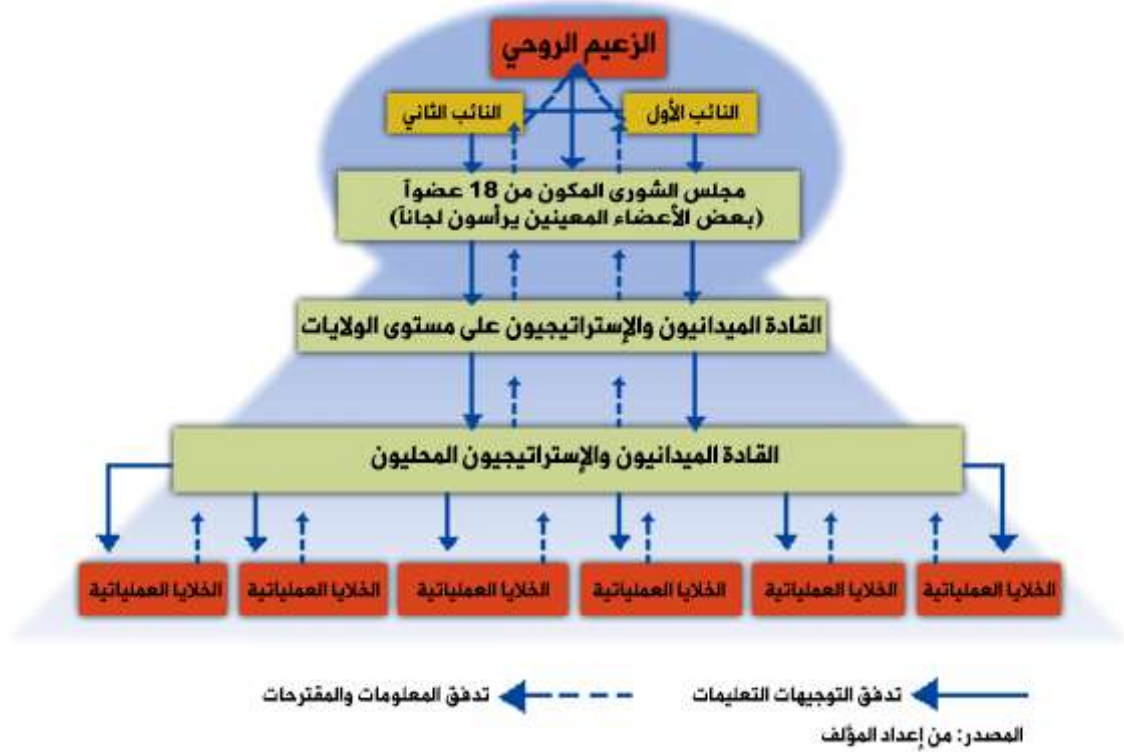 الزعيم الروحي
النائب الأول
النائب الثاني
مجلس الشورى المكون من 18 عضواً
(بعض الأعضاء المعينين يرأسون لجاناً)
القادة الميدانيون والإستراتيجيون على مستوى الولايات
القادة الميدانيون والإستراتيجيون المحليون
الخلايا العملياتية
الخلايا العملياتية
الخلايا العملياتية
الخلايا العملياتية
الخلايا العملياتية
الخلايا العملياتية
تدفق التوجيهات التعليمات
تدفق المعلومات والمقترحات
المصدر: من إعداد المؤلف